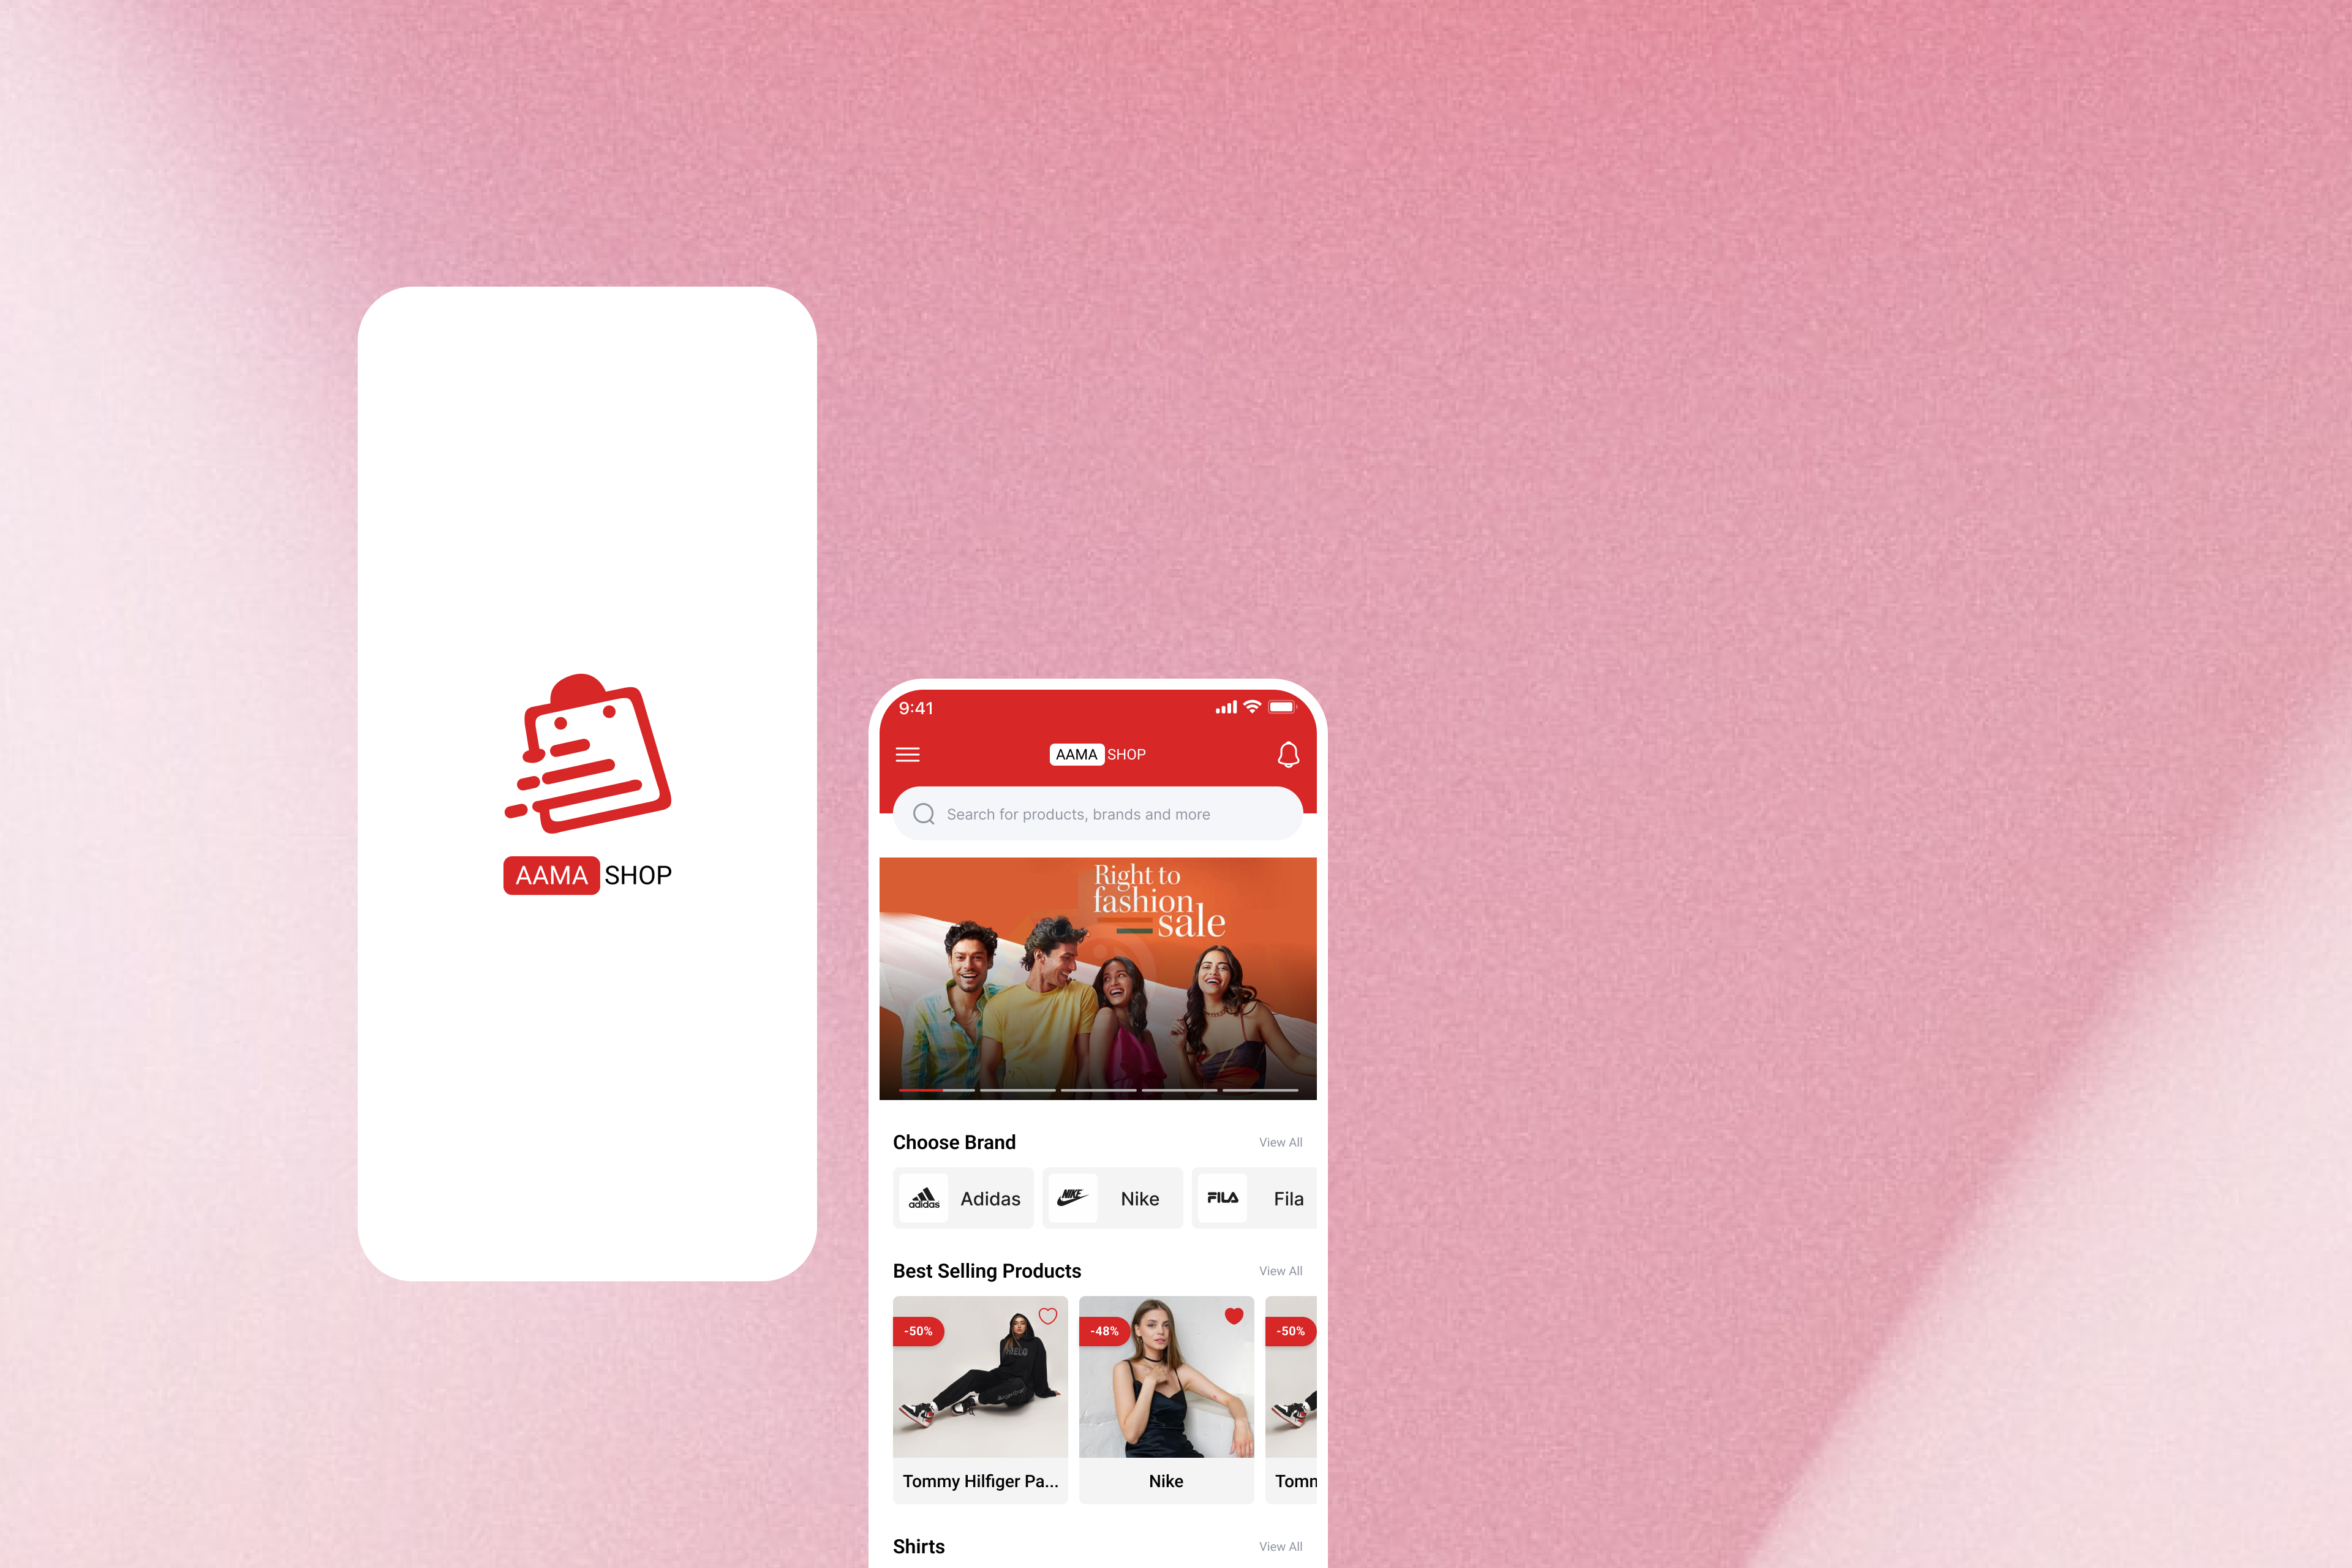 AAMA SHOP
9:41
AAMA SHOP
Search for products, brands and more
Right to
fashion
sale
Choose Brand
View All
adidas
Adidas
NIKE
Nike
FILA
Fila
Best Selling Products
View All
-50%
-48%
-50%
Tommy Hilfiger Pa...
Nike
Tomm
Shirts
View All